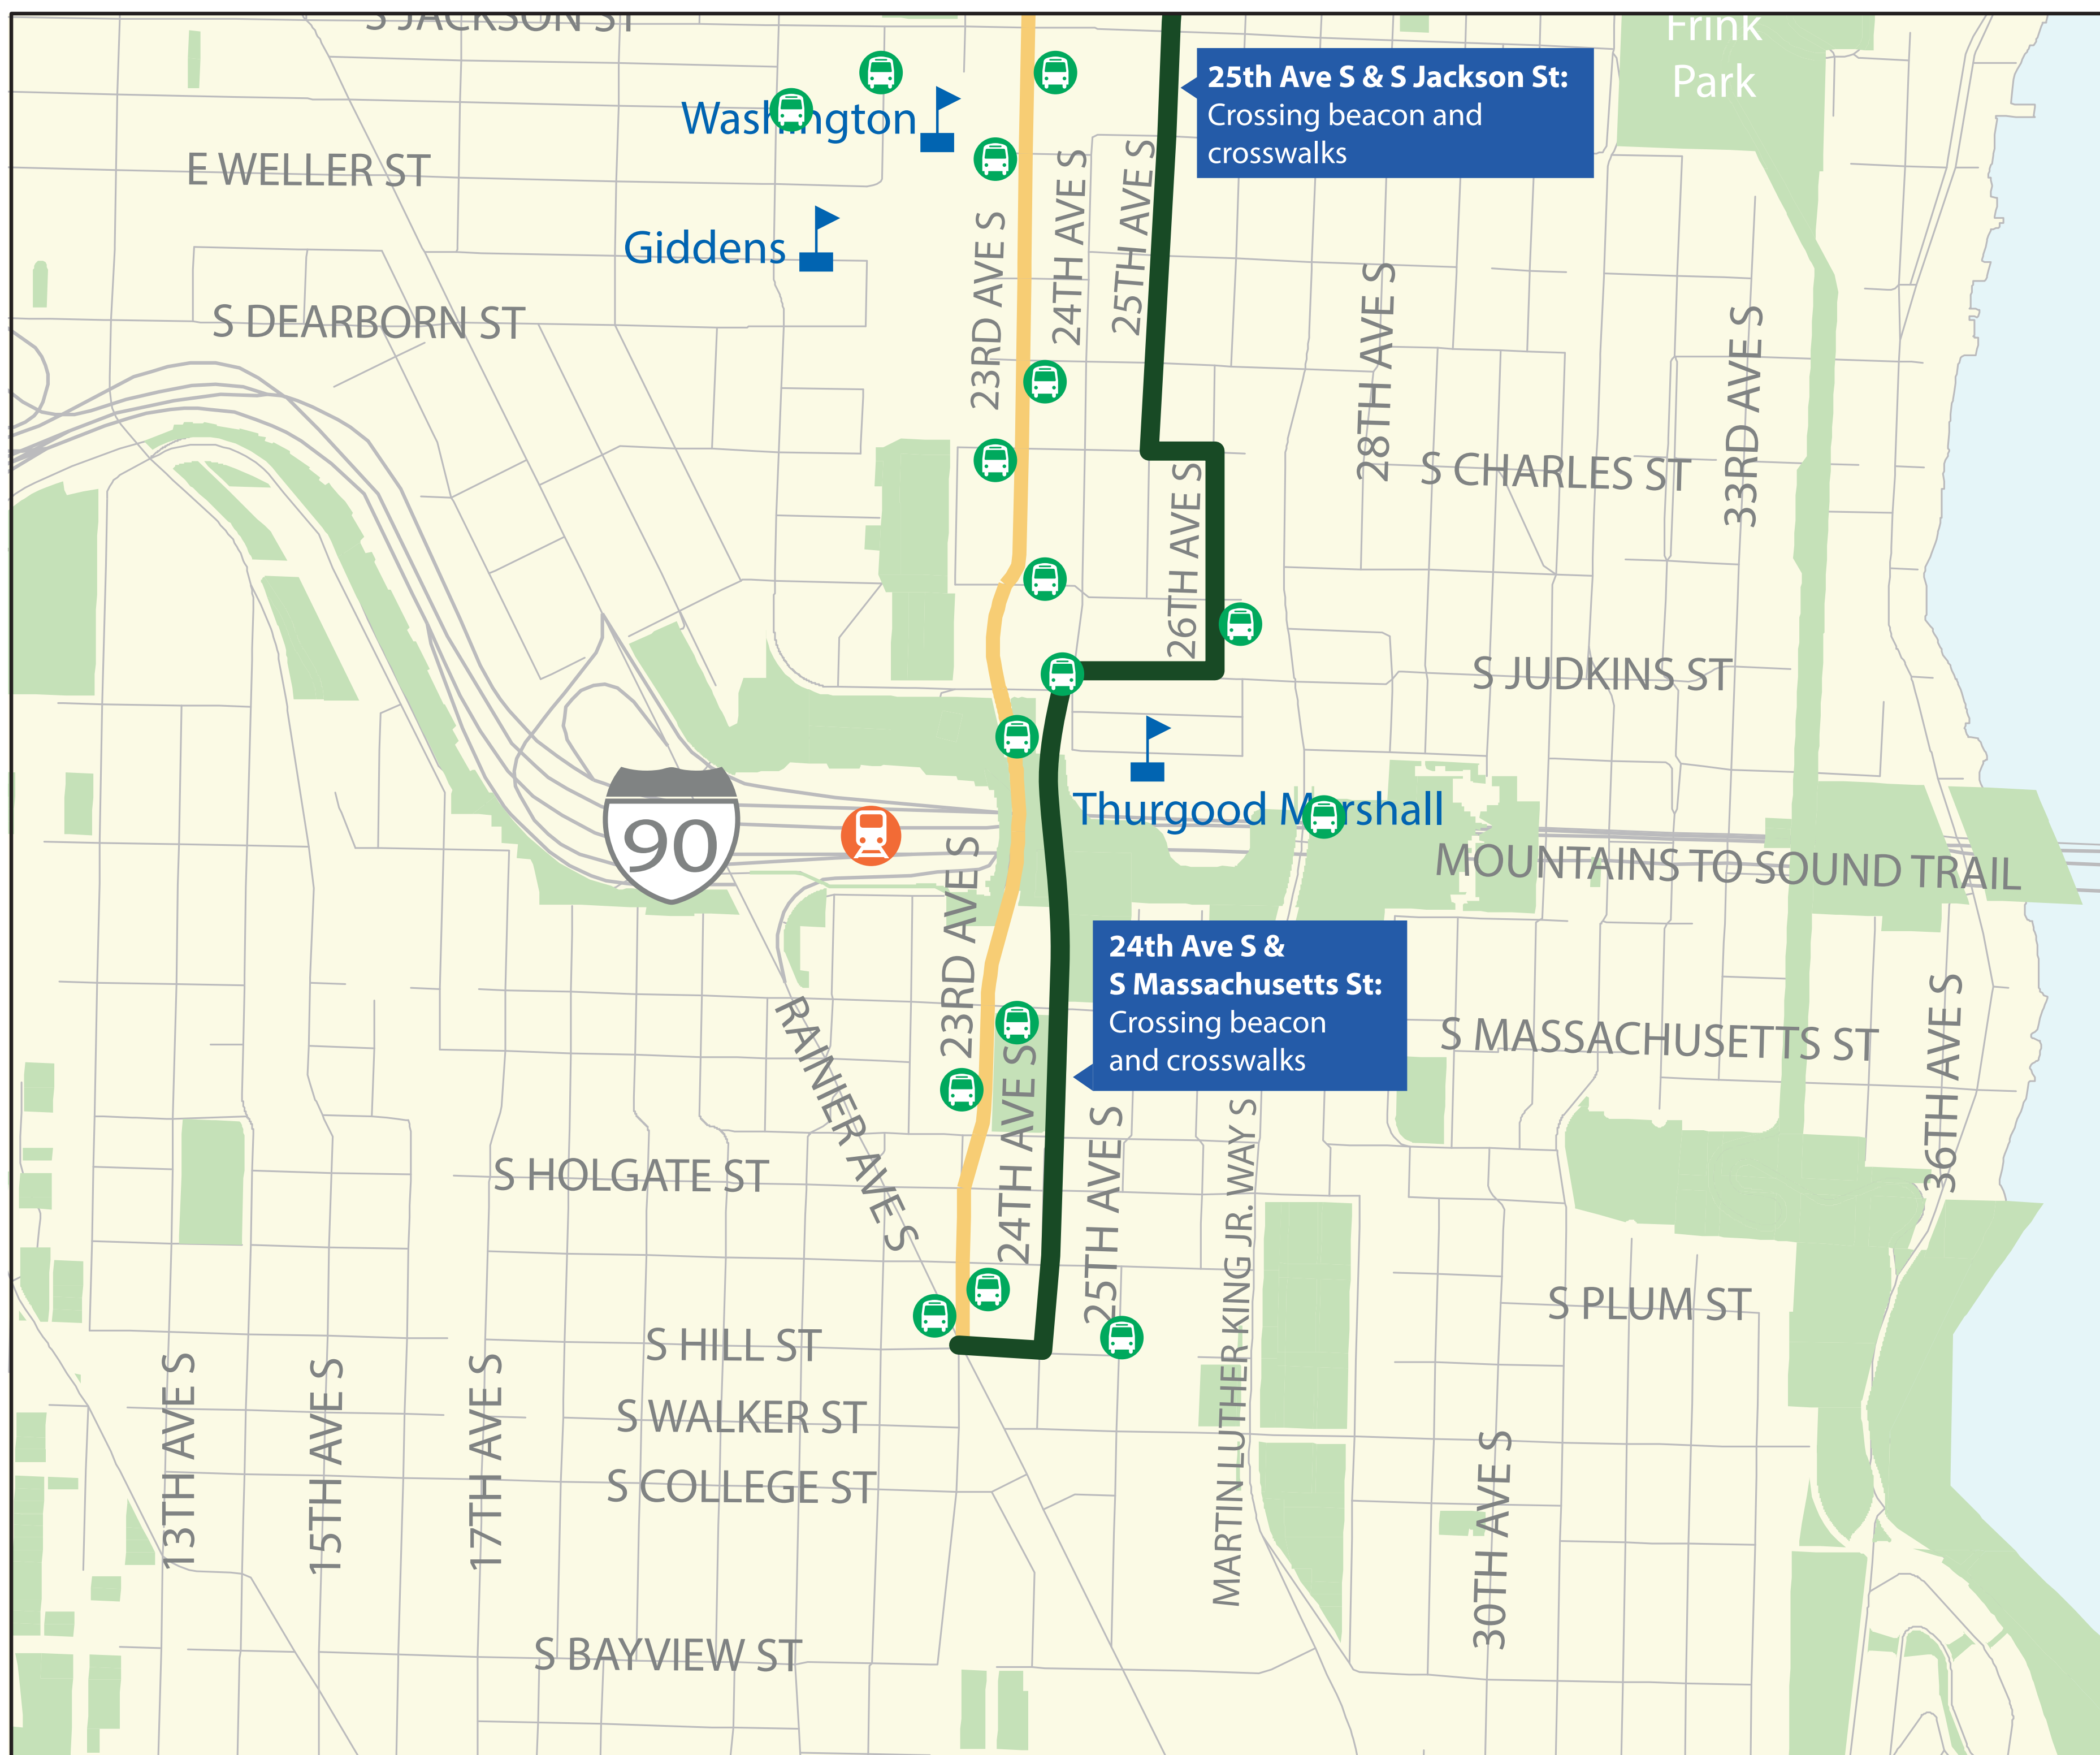 S JACKSON ST
Frink
Park
25th Ave S & S Jackson St:
Crossing beacon and
crosswalks
Washington
E WELLER ST
Giddens
S DEARBORN ST
23RD AVE S
24TH AVE S
25TH AVE S
28TH AVE S
33RD AVE S
S CHARLES ST
26TH AVE S
S JUDKINS ST
90
Thurgood Marshall
MOUNTAINS TO SOUND TRAIL
23RD AVE S
24th Ave S &
S Massachusetts St:
Crossing beacon
and crosswalks
RAINIER AVE S
S MASSACHUSETTS ST
36TH AVE S
24TH AVE S
25TH AVE S
MARTIN LUTHER KING JR. WAY S
S HOLGATE ST
S PLUM ST
S HILL ST
13TH AVE S
15TH AVE S
17TH AVE S
S WALKER ST
S COLLEGE ST
30TH AVE S
S BAYVIEW ST